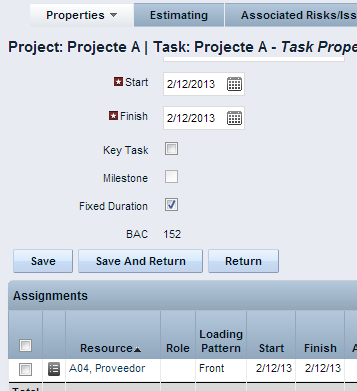 Properties Estimating Associated Risks/Iss
Project: Projecte A | Task: Projecte A - Task Prope
Start 2/12/2013
Finish 2/12/2013
Key Task
Milestone
Fixed Duration
BAC 152
Save Save And Return Return
Assignments
Resource Role Loading Pattern Start Finish A
A04, Proveedor Front 2/12/13 2/12/13
Total